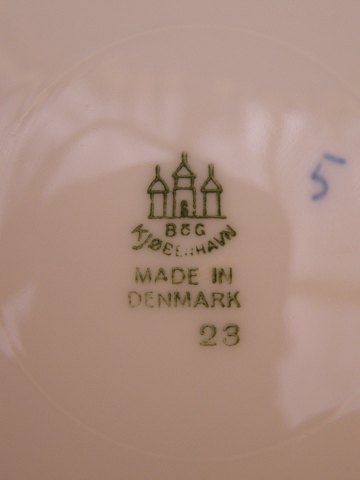 B&G
KJØBENHAVN
MADE IN
DENMARK
23
5